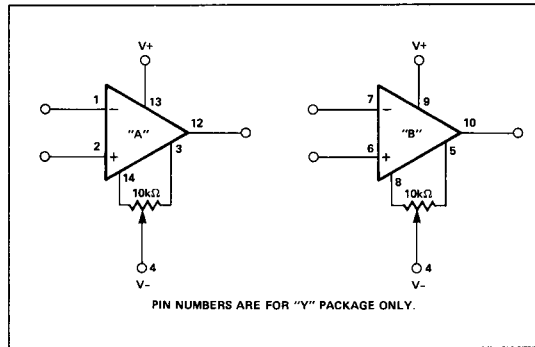 V+
1
13
"A"
12
2
3
14
10kΩ
4
V-
V+
7
9
"B"
10
6
5
8
10kΩ
4
V-
PIN NUMBERS ARE FOR "Y" PACKAGE ONLY.